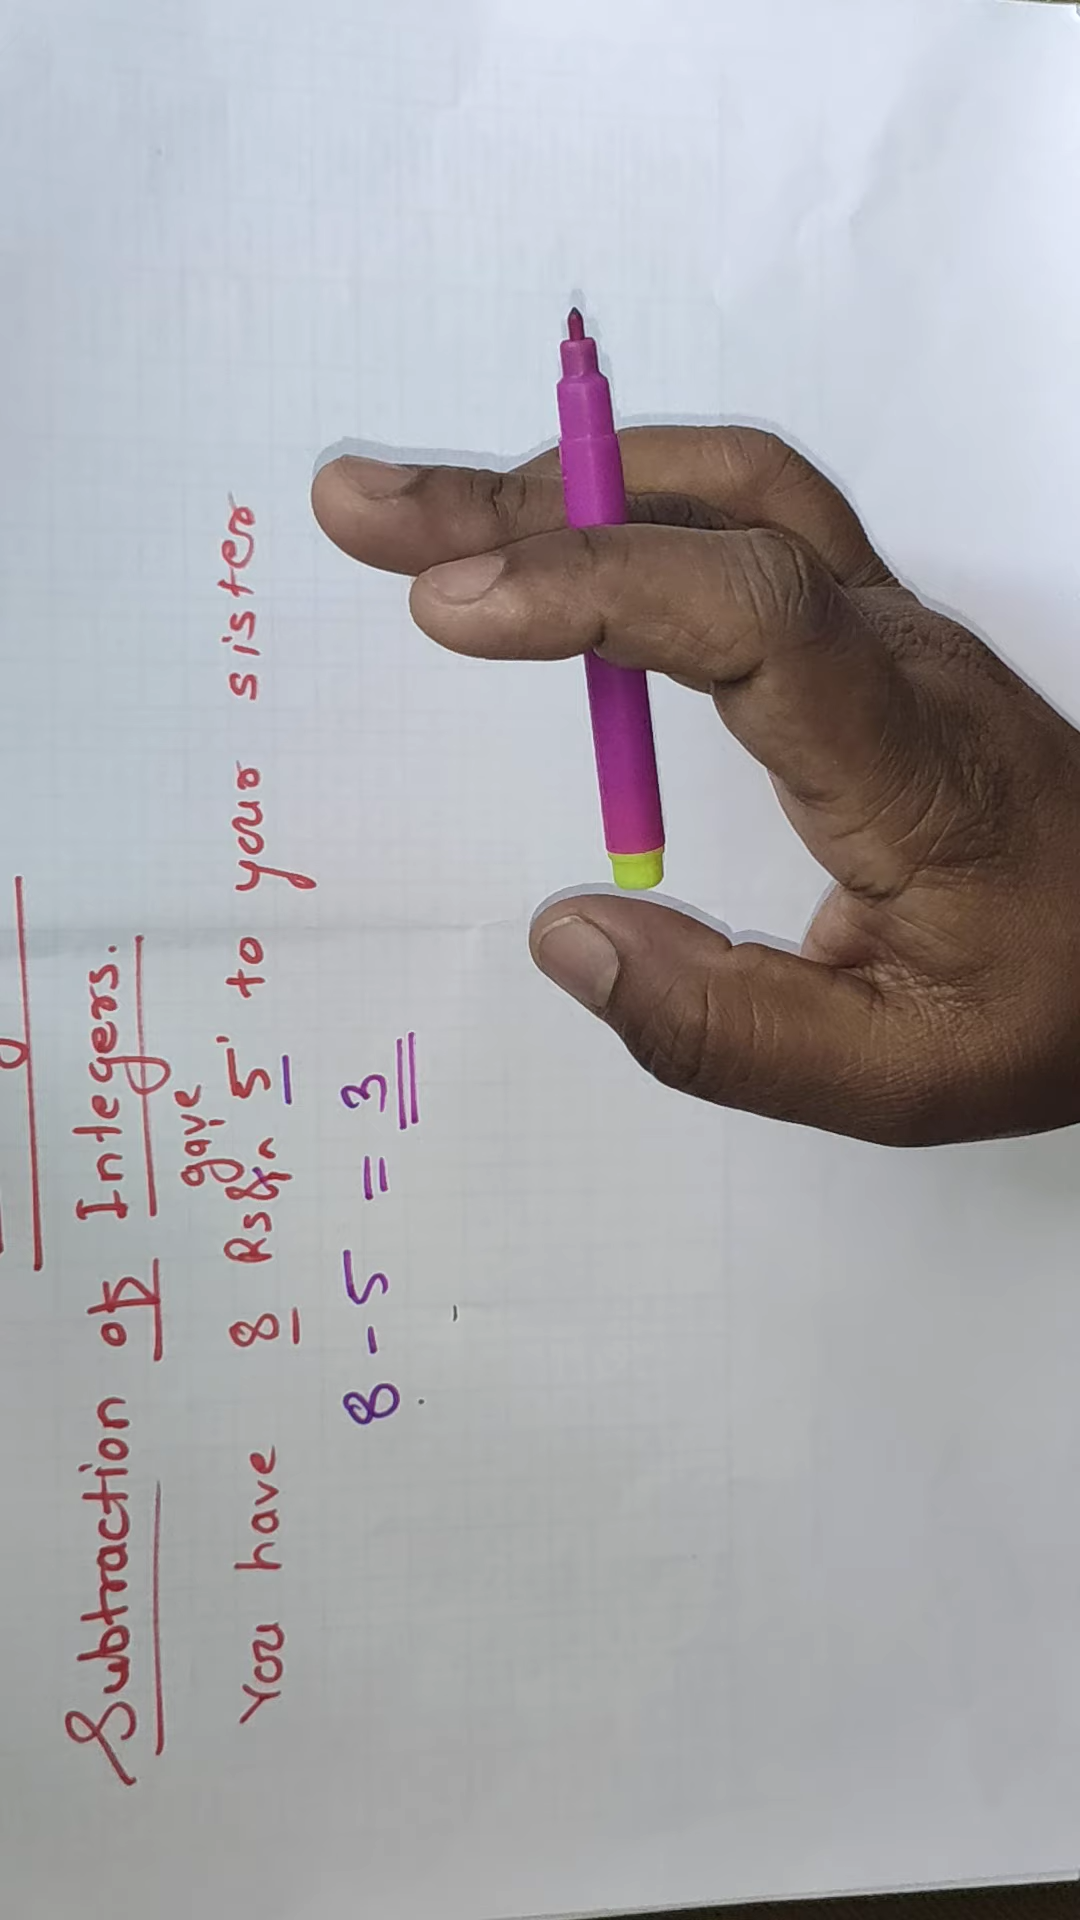 Subtraction of Integers.
gave
You have 8 Rs & 5 to your sister
8 - 5 = 3